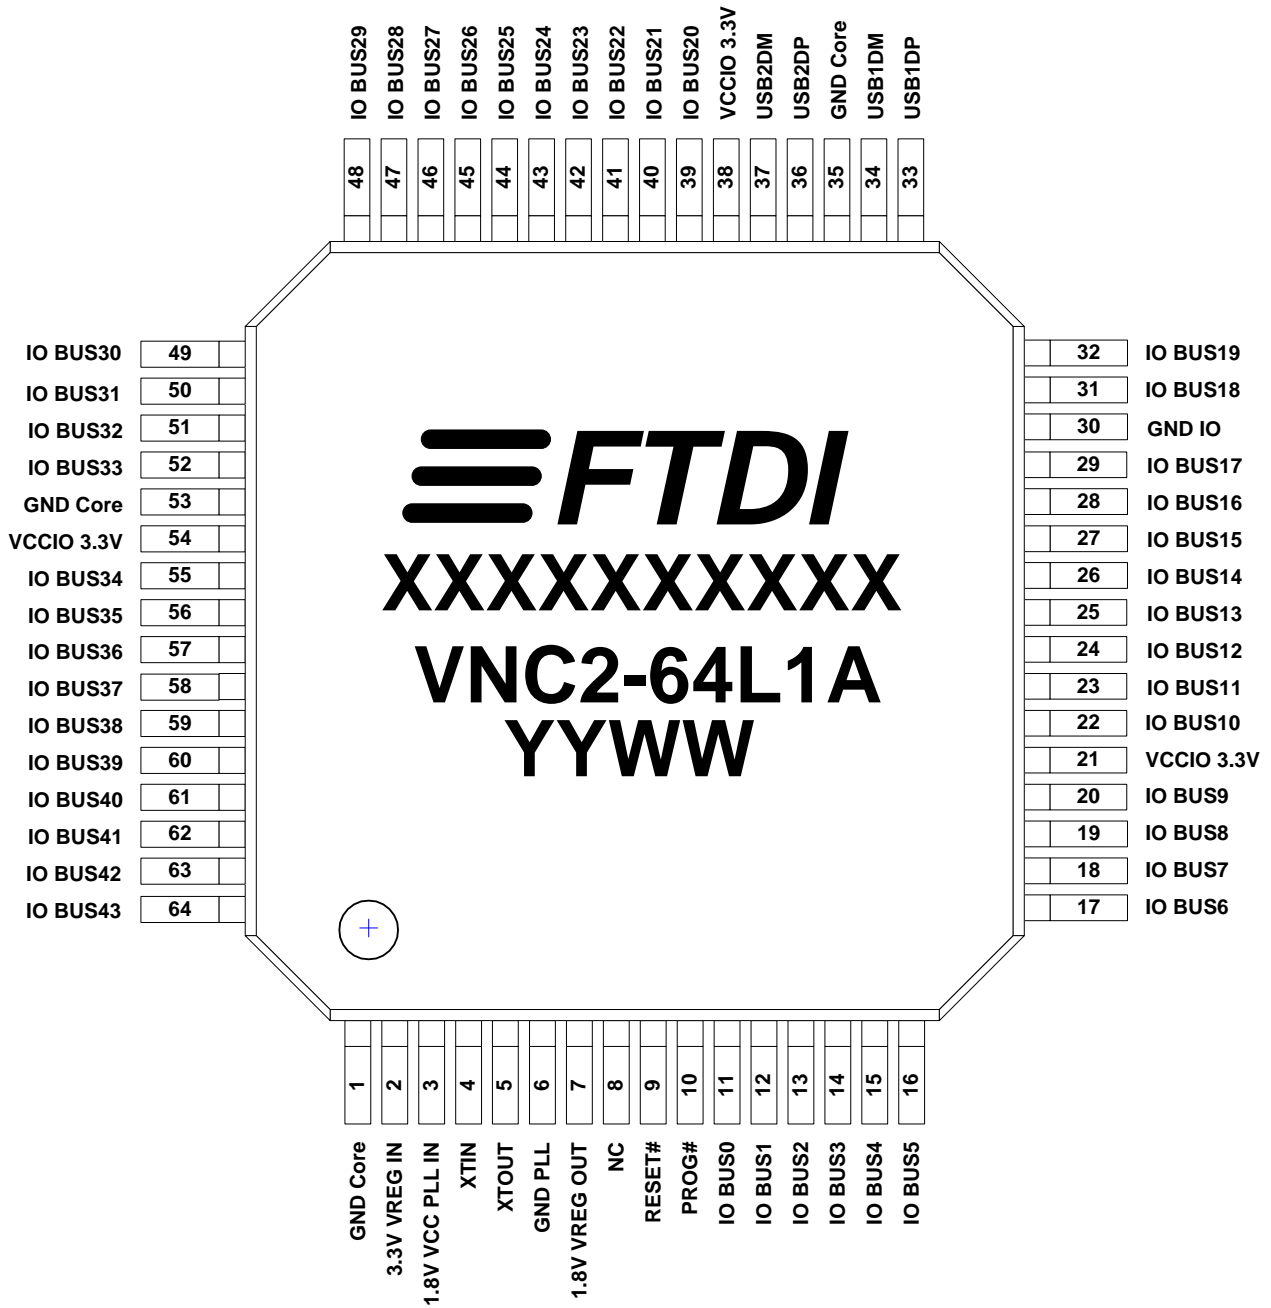 IO BUS29
IO BUS28
IO BUS27
IO BUS26
IO BUS25
IO BUS24
IO BUS23
IO BUS22
IO BUS21
IO BUS20
VCCIO 3.3V
USB2DM
USB2DP
GND Core
USB1DM
USB1DP
48
47
46
45
44
43
42
41
40
39
38
37
36
35
34
33
IO BUS30 49
IO BUS31 50
IO BUS32 51
IO BUS33 52
GND Core 53
VCCIO 3.3V 54
IO BUS34 55
IO BUS35 56
IO BUS36 57
IO BUS37 58
IO BUS38 59
IO BUS39 60
IO BUS40 61
IO BUS41 62
IO BUS42 63
IO BUS43 64
FTDI
XXXXXXXXXX
VNC2-64L1A
YYWW
32 IO BUS19
31 IO BUS18
30 GND IO
29 IO BUS17
28 IO BUS16
27 IO BUS15
26 IO BUS14
25 IO BUS13
24 IO BUS12
23 IO BUS11
22 IO BUS10
21 VCCIO 3.3V
20 IO BUS9
19 IO BUS8
18 IO BUS7
17 IO BUS6
1
2
3
4
5
6
7
8
9
10
11
12
13
14
15
16
GND Core
3.3V VREG IN
1.8V VCC PLL IN
XTIN
XTOUT
GND PLL
1.8V VREG OUT
NC
RESET#
PROG#
IO BUS0
IO BUS1
IO BUS2
IO BUS3
IO BUS4
IO BUS5